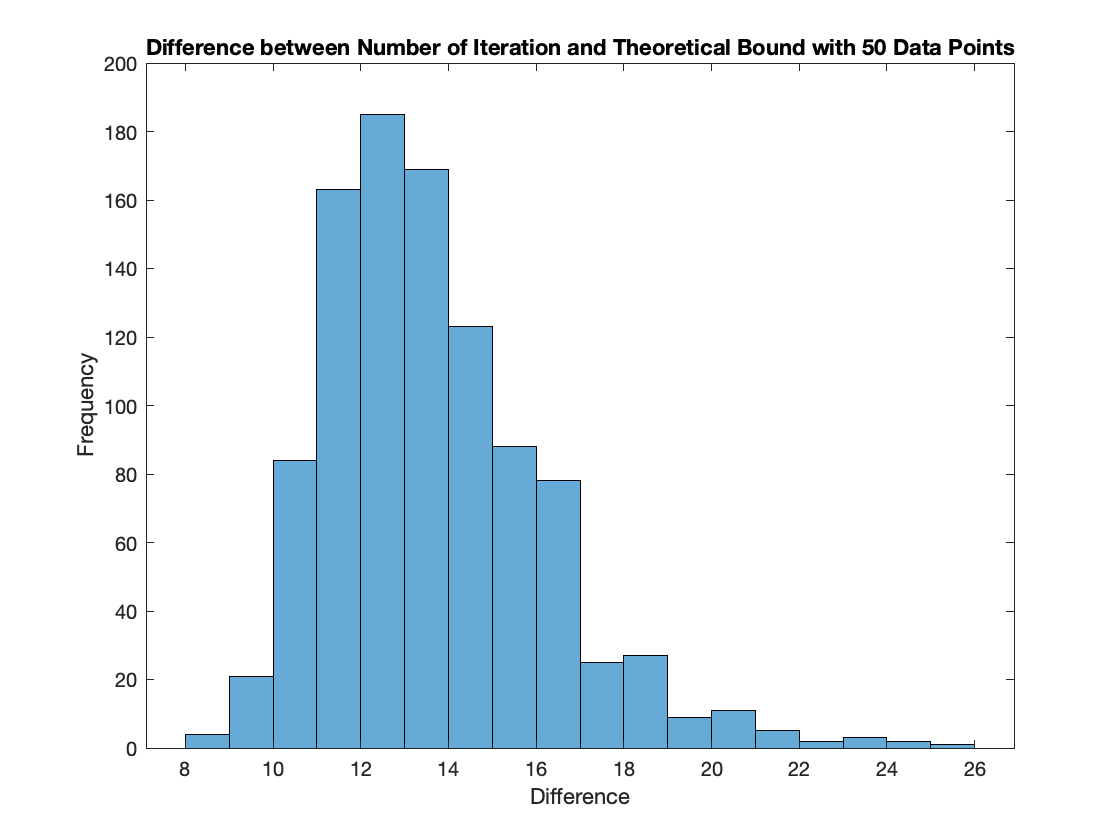 Difference between Number of Iteration and Theoretical Bound with 50 Data Points
200
180
160
140
120
100
80
60
40
20
0
Frequency
8 10 12 14 16 18 20 22 24 26
Difference